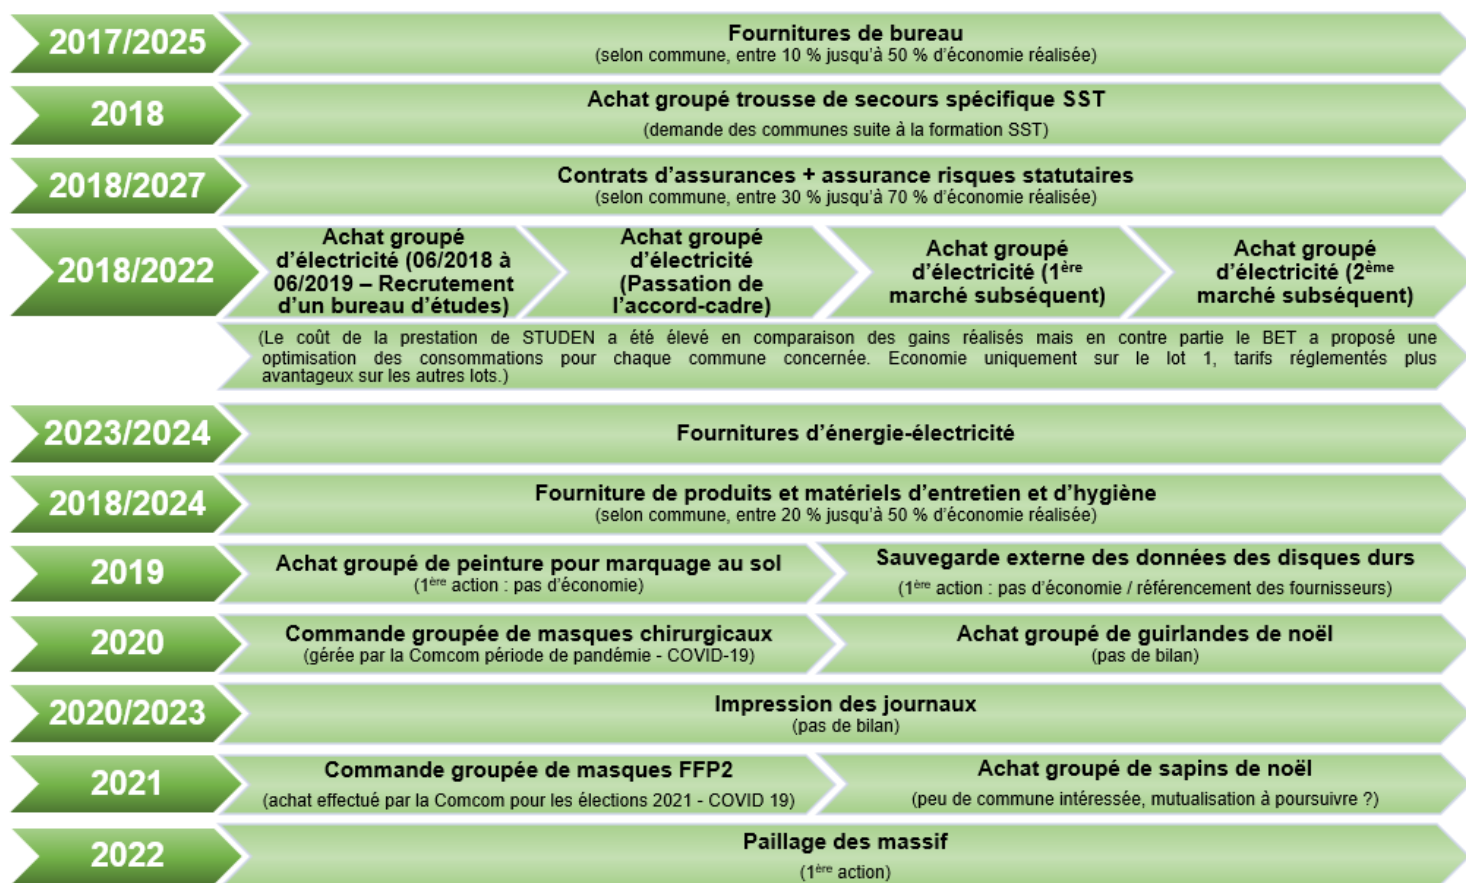 2017/2025
Fournitures de bureau
(selon commune, entre 10 % jusqu'à 50 % d'économie réalisée)
2018
Achat groupé trousse de secours spécifique SST
(demande des communes suite à la formation SST)
2018/2027
Contrats d'assurances + assurance risques statutaires
(selon commune, entre 30 % jusqu'à 70 % d'économie réalisée)
2018/2022
Achat groupé
d'électricité (06/2018 à
06/2019 – Recrutement
d'un bureau d'études)
Achat groupé
d'électricité
(Passation de
l'accord-cadre)
Achat groupé
d'électricité (1ère
marché subséquent)
Achat groupé
d'électricité (2ème
marché subséquent)
(Le coût de la prestation de STUDEN a été élevé en comparaison des gains réalisés mais en contre partie le BET a proposé une
optimisation des consommations pour chaque commune concernée. Economie uniquement sur le lot 1, tarifs réglementés plus
avantageux sur les autres lots.)
2023/2024
Fournitures d'énergie-électricité
2018/2024
Fourniture de produits et matériels d'entretien et d'hygiène
(selon commune, entre 20 % jusqu'à 50 % d'économie réalisée)
2019
Achat groupé de peinture pour marquage au sol
(1ère action : pas d'économie)
Sauvegarde externe des données des disques durs
(1ère action : pas d'économie / référencement des fournisseurs)
2020
Commande groupée de masques chirurgicaux
(gérée par la Comcom période de pandémie - COVID-19)
Achat groupé de guirlandes de noël
(pas de bilan)
2020/2023
Impression des journaux
(pas de bilan)
2021
Commande groupée de masques FFP2
(achat effectué par la Comcom pour les élections 2021 - COVID 19)
Achat groupé de sapins de noël
(peu de commune intéressée, mutualisation à poursuivre ?)
2022
Paillage des massif
(1ère action)